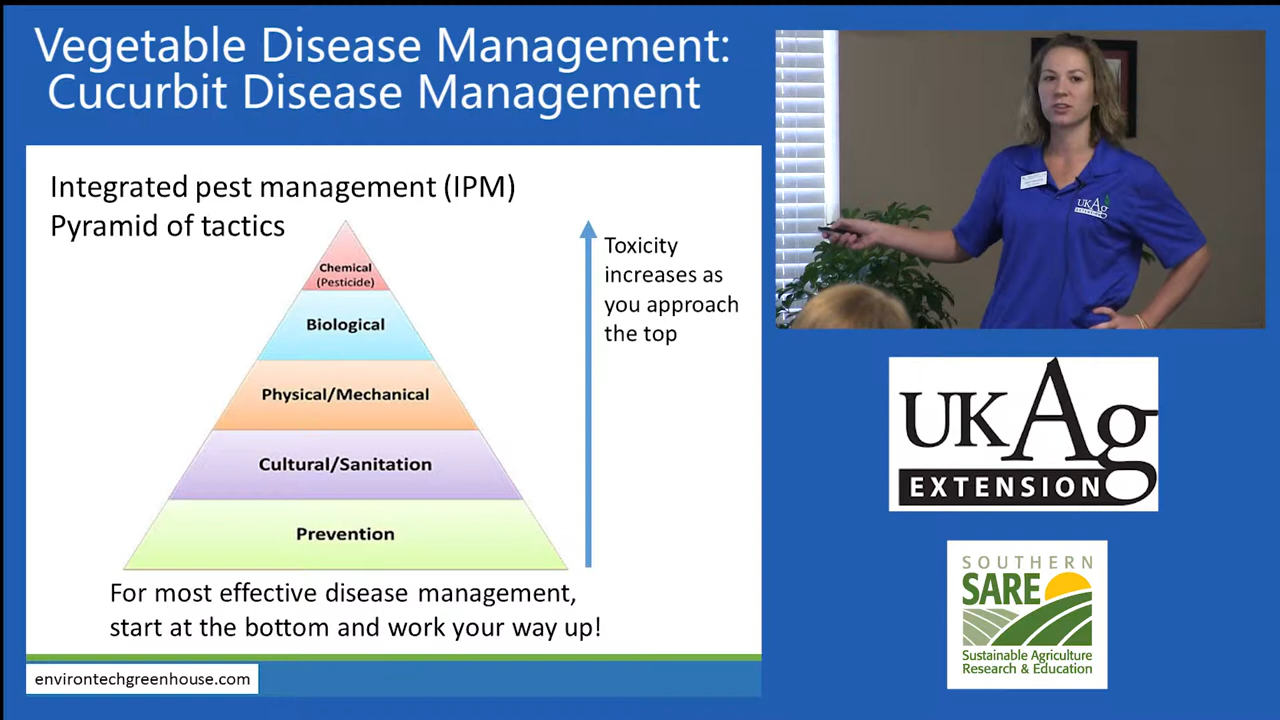 Vegetable Disease Management:
Cucurbit Disease Management
Integrated pest management (IPM)
Pyramid of tactics
Chemical
(Pesticide)
Biological
Physical/Mechanical
Cultural/Sanitation
Prevention
Toxicity
increases as
you approach
the top
For most effective disease management,
start at the bottom and work your way up!
environtechgreenhouse.com
UKAg
UKAg
EXTENSION
SOUTHERN
SARE
Sustainable Agriculture
Research & Education